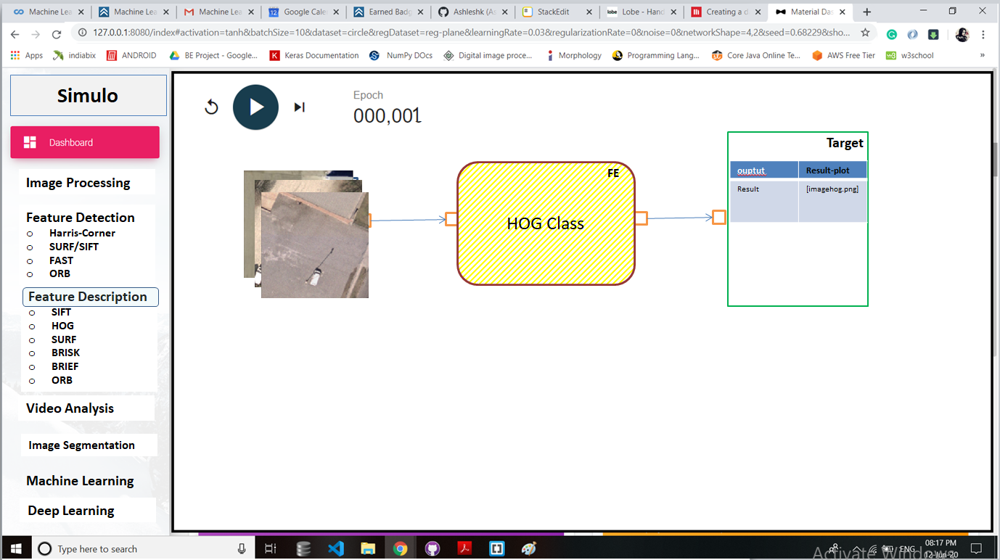 Machine Lea
Machine Lea
Machine Lea
12
Google Cale
Earned Badg
Ashleshk (As
StackEdit
lobe
Lobe - Hand
Creating a d
Material Das
127.0.0.1:8080/index#activation=tanh&batchSize=10&dataset=circle&regDataset=reg-plane&learningRate=0.03&regularizationRate=0&noise=0&networkShape=4,2&seed=0.68229&sho...
Apps
indiabix
ANDROID
BE Project - Google...
K
Keras Documentation
NumPy DOcs
Digital image proce...
Morphology
Programming Lang...
Core Java Online Te...
AWS Free Tier
w3
w3school
»
Simulo
Dashboard
Image Processing
Feature Detection
o Harris-Corner
o SURF/SIFT
o FAST
o ORB
Feature Description
o SIFT
o HOG
o SURF
o BRISK
o BRIEF
o ORB
Video Analysis
Image Segmentation
Machine Learning
Deep Learning
Epoch
000,001
FE
HOG Class
Target
ouptut Result-plot
Result [imagehog.png]
Type here to search
Activate Windows
ENG
08:17 PM
12-Jun-20